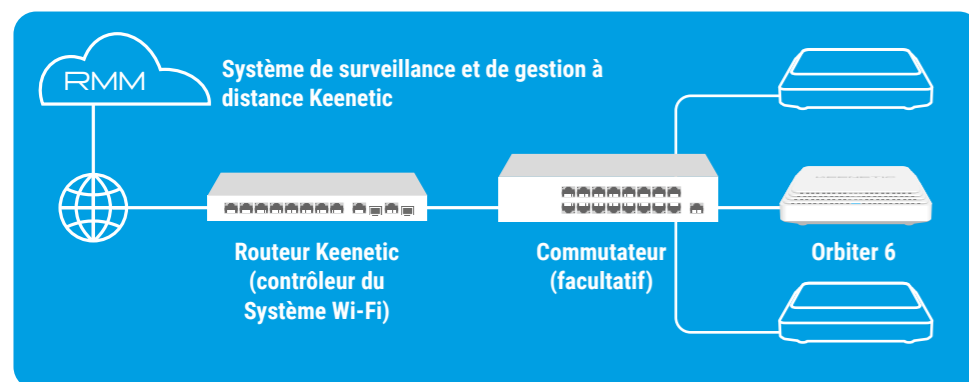 RMM
Système de surveillance et de gestion à
distance Keenetic
KEENETIC
Routeur Keenetic
(contrôleur du
Système Wi-Fi)
Commutateur
(facultatif)
Orbiter 6